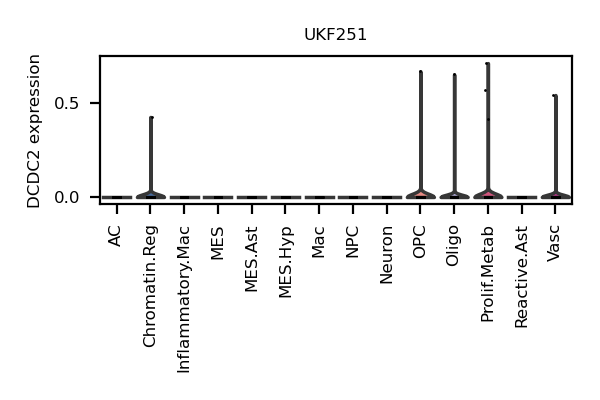 UKF251
DCDC2 expression
0.5
0.0
AC
Chromatin.Reg
Inflammatory.Mac
MES
MES.Ast
MES.Hyp
Mac
NPC
Neuron
OPC
Oligo
Prolif.Metab
Reactive.Ast
Vasc